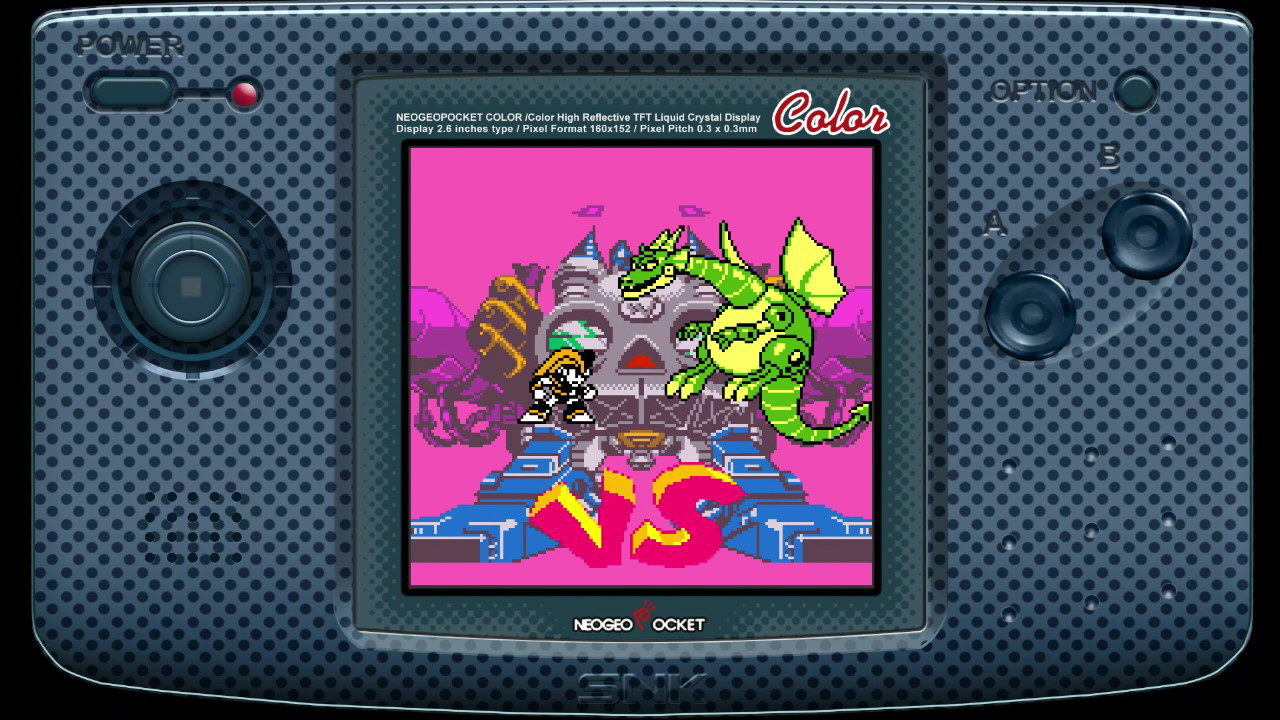 POWER
OPTION
NEOGEOPOCKET COLOR /Color High Reflective TFT Liquid Crystal Display
Display 2.6 inches type / Pixel Format 160x152 / Pixel Pitch 0.3 x 0.3mm
Color
B
A
VS
NEOGEO POCKET
SNK